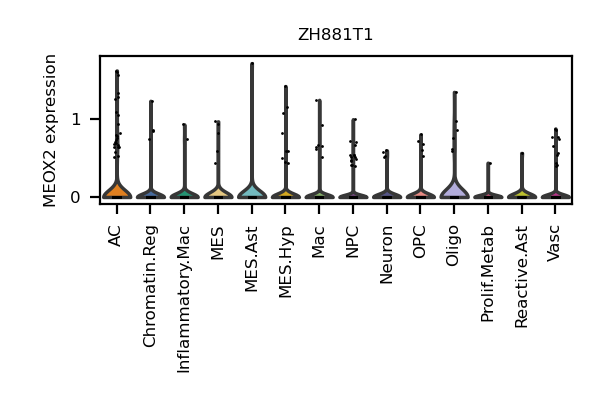 ZH881T1
MEOX2 expression
1
0
AC
Chromatin.Reg
Inflammatory.Mac
MES
MES.Ast
MES.Hyp
Mac
NPC
Neuron
OPC
Oligo
Prolif.Metab
Reactive.Ast
Vasc